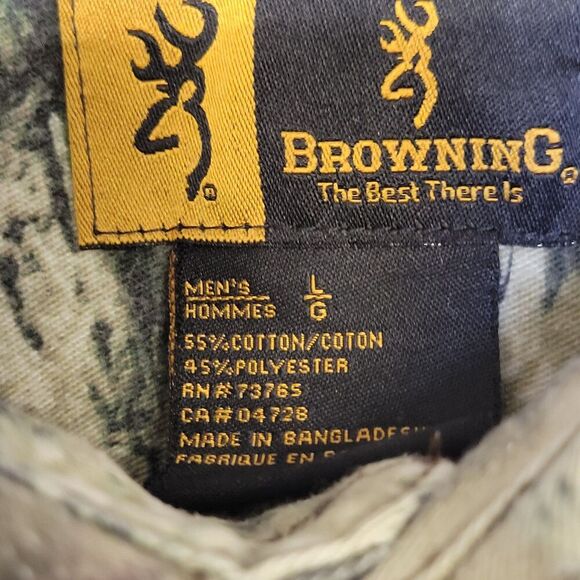 BROWNING®
The Best There Is
MEN'S L
HOMMES G
55% COTTON/COTON
45% POLYESTER
RN# 73765
CA# 04728
MADE IN BANGLADESH
FABRIQUE EN